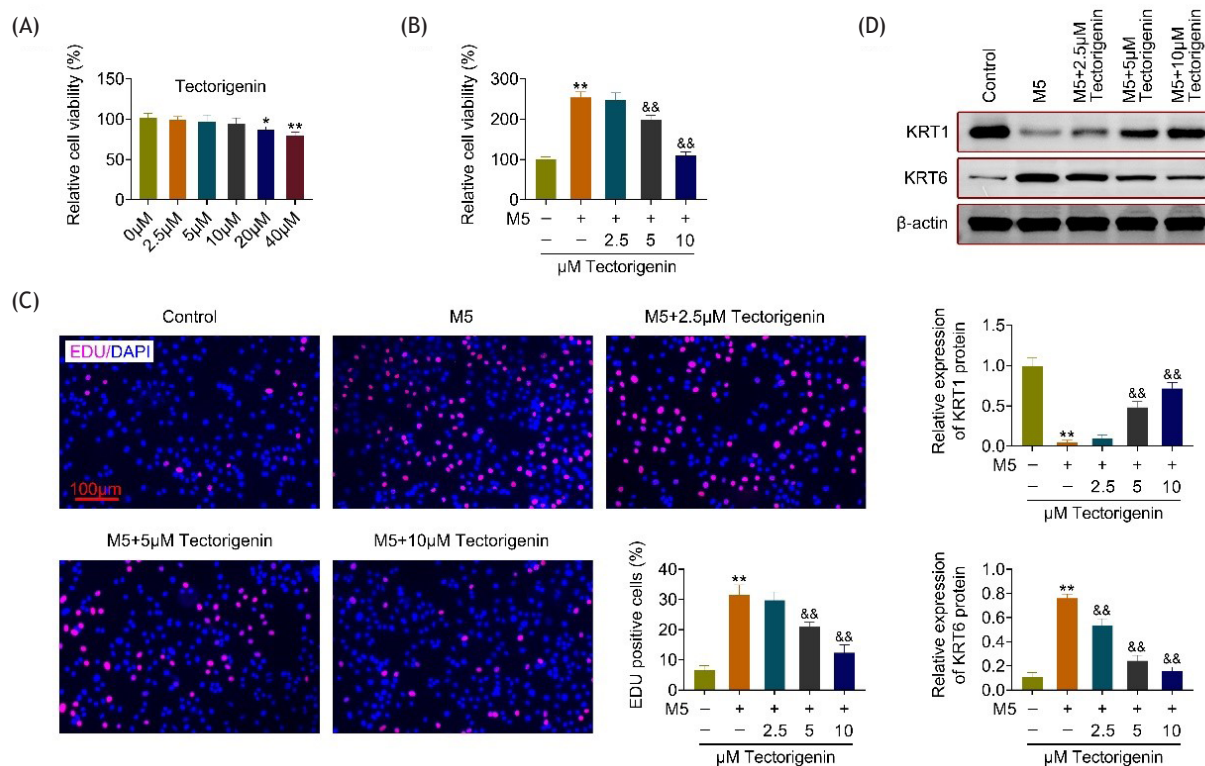 (A)
Relative cell viability (%)
Tectorigenin
150
100
50
0
*
**
0μM
2.5μM
5μM
10μM
20μM
40μM
(B)
Relative cell viability (%)
300
200
100
0
**
&&
&&
M5 – + + + +
– – 2.5 5 10
μM Tectorigenin
(D)
Control
M5
M5+2.5μM
Tectorigenin
M5+5μM
Tectorigenin
M5+10μM
Tectorigenin
KRT1
KRT6
β-actin
(C)
Control
M5
M5+2.5μM Tectorigenin
EDU/DAPI
100μm
M5+5μM Tectorigenin
M5+10μM Tectorigenin
EDU positive cells (%)
40
30
20
10
0
**
&&
&&
M5 – + + + +
– – 2.5 5 10
μM Tectorigenin
Relative expression
of KRT1 protein
1.5
1.0
0.5
0.0
**
&&
&&
M5 – + + + +
– – 2.5 5 10
μM Tectorigenin
Relative expression
of KRT6 protein
1.0
0.8
0.6
0.4
0.2
0.0
**
&&
&&
&&
M5 – + + + +
– – 2.5 5 10
μM Tectorigenin